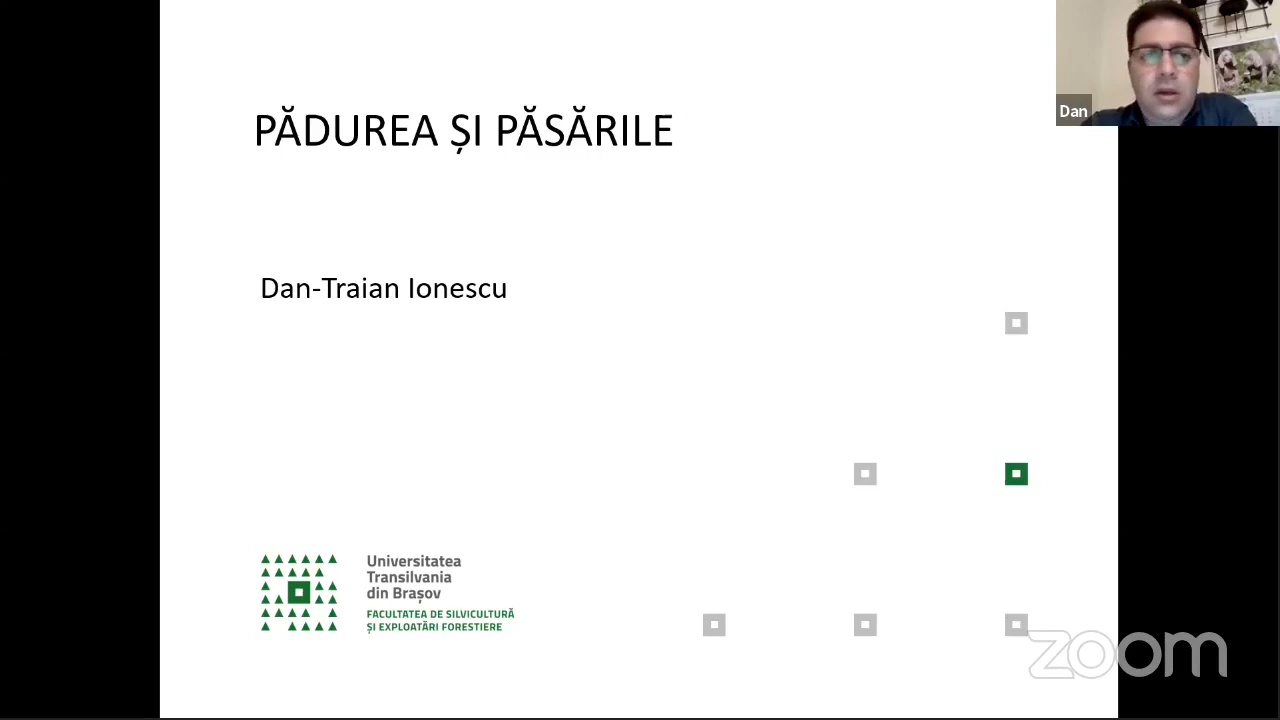 PĂDUREA ȘI PĂSĂRILE
Dan
Dan-Traian Ionescu
Universitatea
Transilvania
din Brașov
FACULTATEA DE SILVICULTURĂ
ȘI EXPLOATĂRI FORESTIERE
zoom